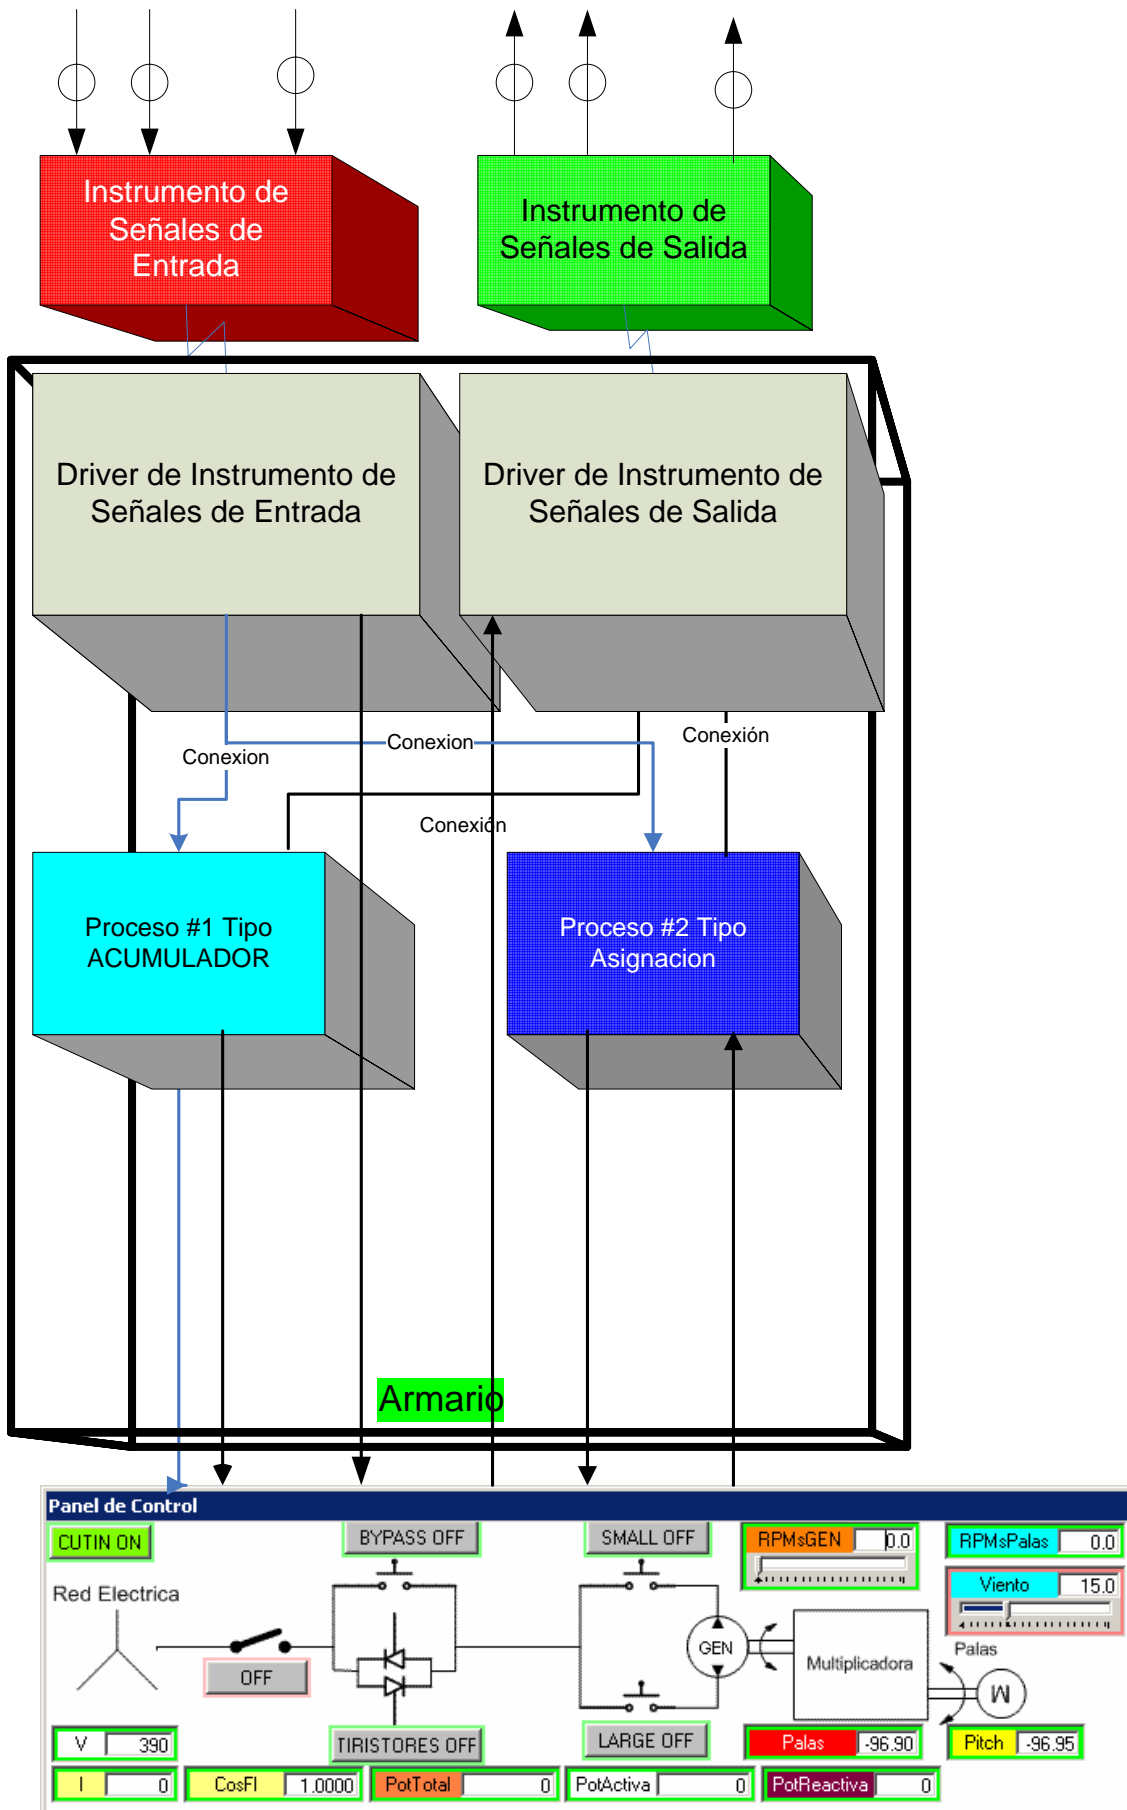 Instrumento de
Señales de
Entrada
Instrumento de
Señales de Salida
Driver de Instrumento de
Señales de Entrada
Driver de Instrumento de
Señales de Salida
Conexion
Conexion
Conexión
Conexión
Proceso #1 Tipo
ACUMULADOR
Proceso #2 Tipo
Asignacion
Armario
Panel de Control
CUTIN ON
BYPASS OFF
SMALL OFF
RPMsGEN 0.0
RPMsPalas 0.0
Viento 15.0
Red Electrica
OFF
GEN
Multiplicadora
Palas
M
TIRISTORES OFF
LARGE OFF
V 390
Palas -96.90
Pitch -96.95
I 0
CosFI 1.0000
PotTotal 0
PotActiva 0
PotReactiva 0